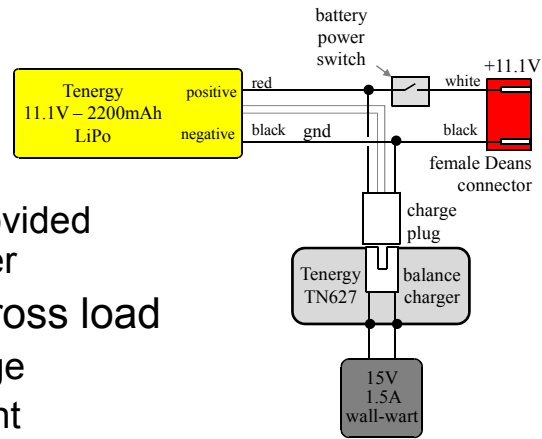 battery
power
switch
+11.1V
Tenergy
11.1V – 2200mAh
LiPo
positive
negative
red
white
black
gnd
black
female Deans
connector
charge
plug
Tenergy
TN627
balance
charger
15V
1.5A
wall-wart
ovided
er
ross load
ge
nt